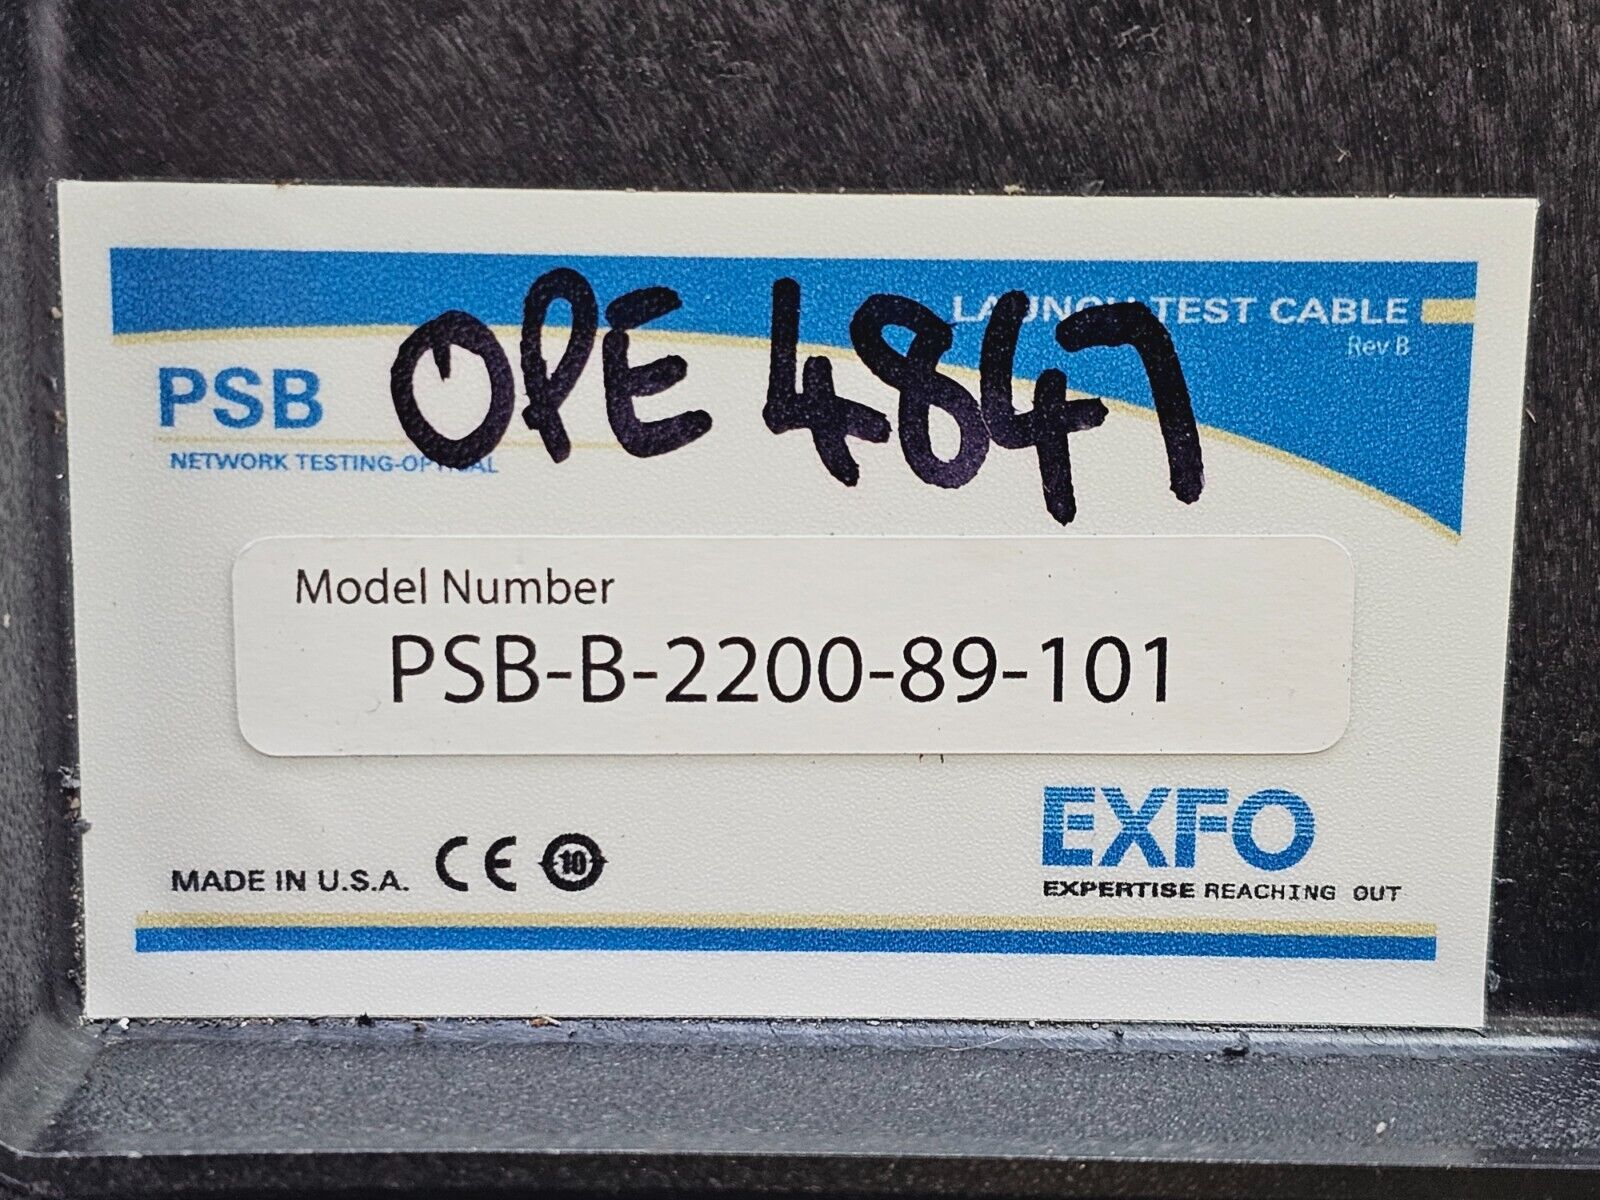 LAUNCH TEST CABLE
Rev B
OPE 4847
PSB
NETWORK TESTING-OPTICAL
Model Number
PSB-B-2200-89-101
MADE IN U.S.A. CE 10
EXFO
EXPERTISE REACHING OUT